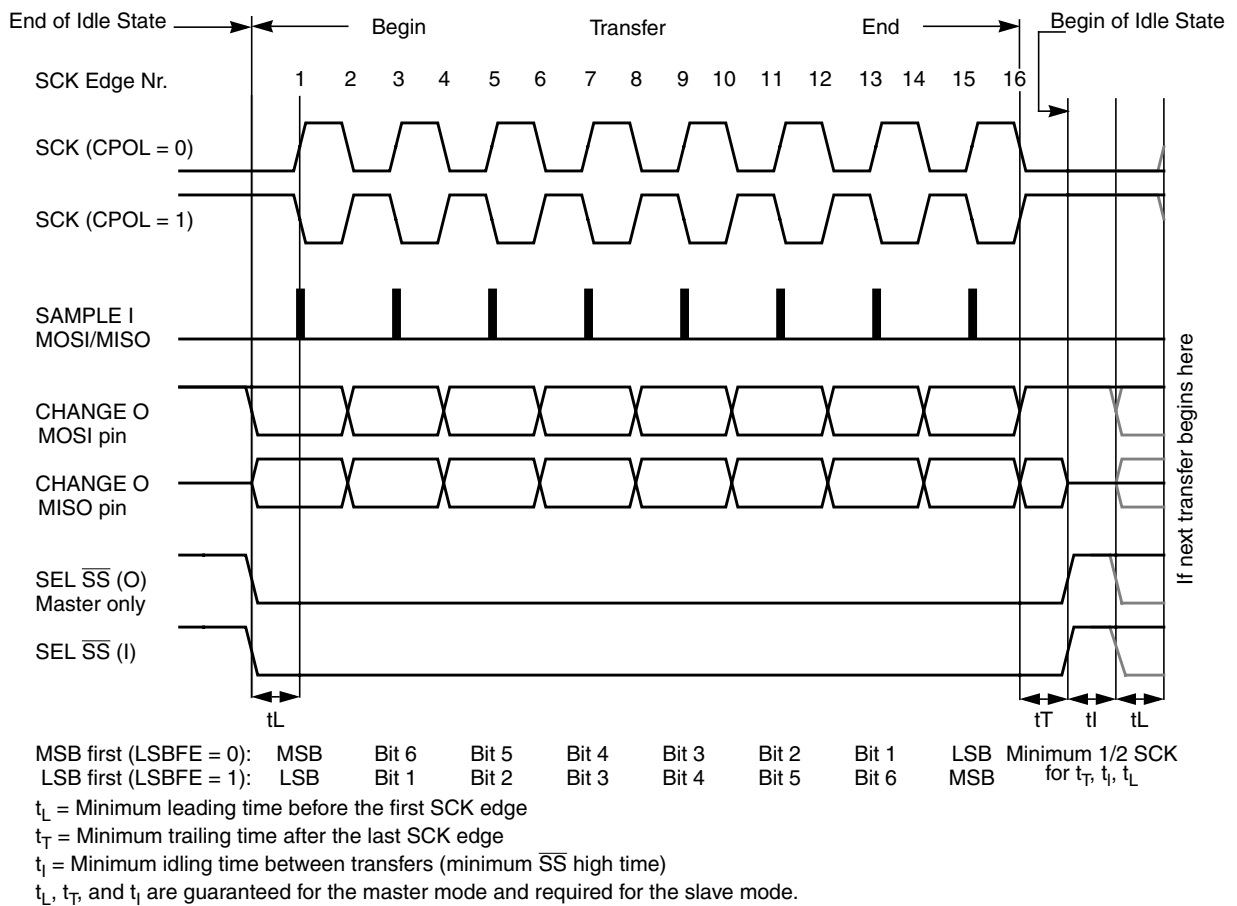 End of Idle State
Begin
Transfer
End
Begin of Idle State
SCK Edge Nr.
1 2 3 4 5 6 7 8 9 10 11 12 13 14 15 16
SCK (CPOL = 0)
SCK (CPOL = 1)
SAMPLE I
MOSI/MISO
CHANGE O
MOSI pin
CHANGE O
MISO pin
SEL S̅S̅ (O)
Master only
SEL S̅S̅ (I)
If next transfer begins here
tL
tT
tI
tL
MSB first (LSBFE = 0): MSB Bit 6 Bit 5 Bit 4 Bit 3 Bit 2 Bit 1 LSB
LSB first (LSBFE = 1): LSB Bit 1 Bit 2 Bit 3 Bit 4 Bit 5 Bit 6 MSB
Minimum 1/2 SCK
for tT, tI, tL
tL = Minimum leading time before the first SCK edge
tT = Minimum trailing time after the last SCK edge
tI = Minimum idling time between transfers (minimum S̅S̅ high time)
tL, tT, and tI are guaranteed for the master mode and required for the slave mode.